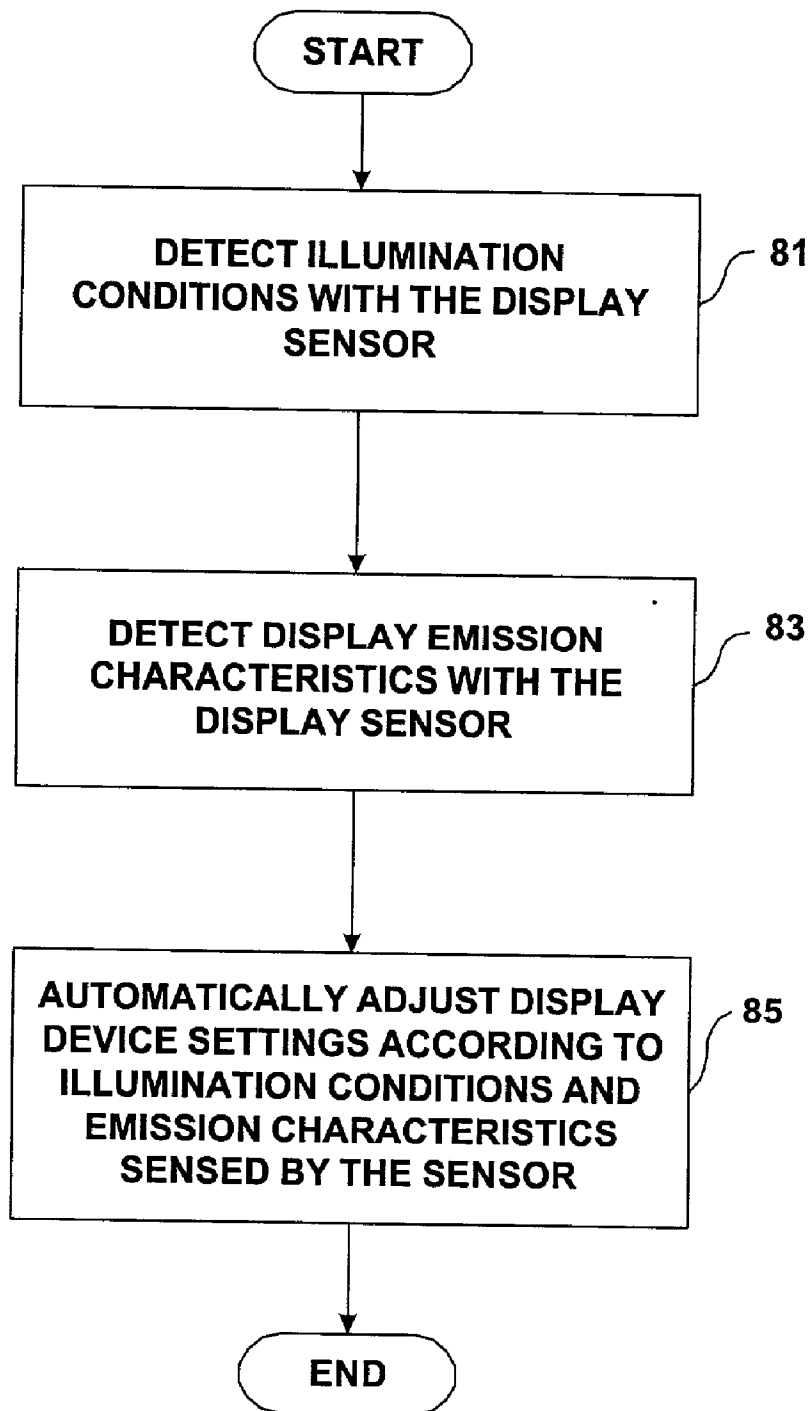 START
DETECT ILLUMINATION
CONDITIONS WITH THE DISPLAY
SENSOR
81
DETECT DISPLAY EMISSION
CHARACTERISTICS WITH THE
DISPLAY SENSOR
83
AUTOMATICALLY ADJUST DISPLAY
DEVICE SETTINGS ACCORDING TO
ILLUMINATION CONDITIONS AND
EMISSION CHARACTERISTICS
SENSED BY THE SENSOR
85
END